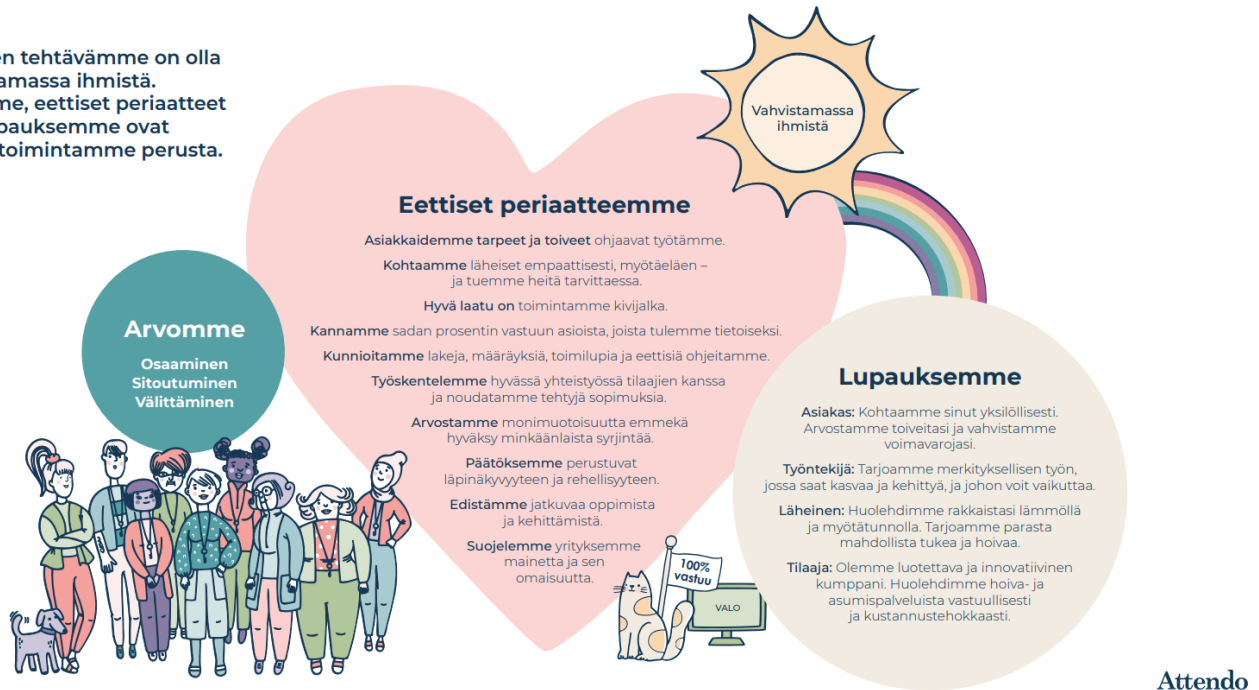 tehtävämme on olla
ihmistä.
eettiset periaatteet
ovat
toimintamme perusta.
Vahvistamassa
ihmistä
Eettiset periaatteemme
Asiakkaidemme tarpeet ja toiveet ohjaavat työtämme.
Kohtaamme läheiset empaattisesti, myötäeläen –
ja tuemme heitä tarvittaessa.
Hyvä laatu on toimintamme kivijalka.
Kannamme sadan prosentin vastuun asioista, joista tulemme tietoiseksi.
Kunnioitamme lakeja, määräyksiä, toimilupia ja eettisiä ohjeitamme.
Työskentelemme hyvässä yhteistyössä tilaajien kanssa
ja noudatamme tehtyjä sopimuksia.
Arvostamme monimuotoisuutta emmekä
hyväksy minkäänlaista syrjintää.
Päätöksemme perustuvat
läpinäkyvyyteen ja rehellisyyteen.
Edistämme jatkuvaa oppimista
ja kehittämistä.
Suojelemme yrityksemme
mainetta ja sen
omaisuutta.
Arvomme
Osaaminen
Sitoutuminen
Välittäminen
100%
vastuu
VALO
Lupauksemme
Asiakas: Kohtaamme sinut yksilöllisesti.
Arvostamme toiveitasi ja vahvistamme
voimavarojasi.
Työntekijä: Tarjoamme merkityksellisen työn,
jossa saat kasvaa ja kehittyä, ja johon voit vaikuttaa.
Läheinen: Huolehdimme rakkaistasi lämmöllä
ja myötätunnolla. Tarjoamme parasta
mahdollista tukea ja hoivaa.
Tilaaja: Olemme luotettava ja innovatiivinen
kumppani. Huolehdimme hoiva- ja
asumispalveluista vastuullisesti
ja kustannustehokkaasti.
Attendo